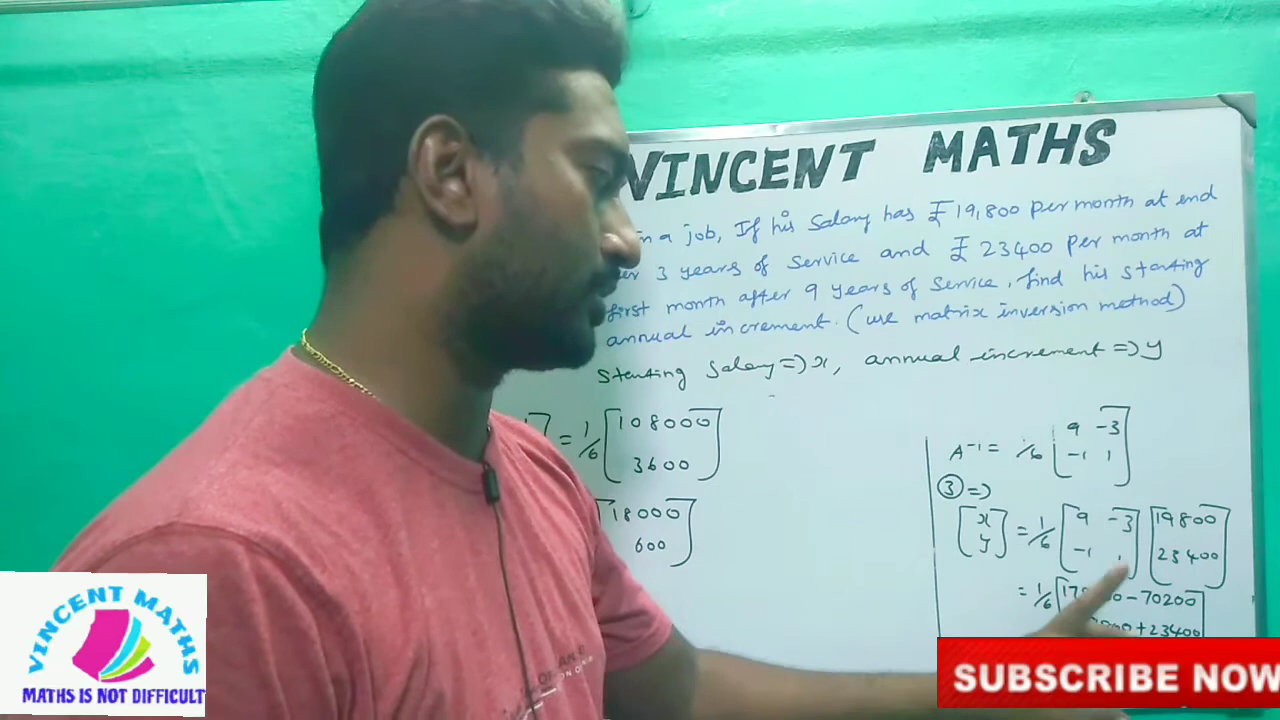 VINCENT MATHS
in a job, If his salary has ₹ 19,800 per month at end
3 years of service and ₹ 23400 per month at
first month after 9 years of service, find his starting
annual increment. (use matrix inversion method)
starting salary => x, annual increment => y
= 1/6 [108000
3600]
[18000
600]
A⁻¹ = 1/6 [9 -3
-1 1]
③ =>
[x
y] = 1/6 [9 -3
-1 1] [19800
23400]
= 1/6 [ - 70200
+ 23400
VINCENT MATHS
MATHS IS NOT DIFFICULT
SUBSCRIBE NOW